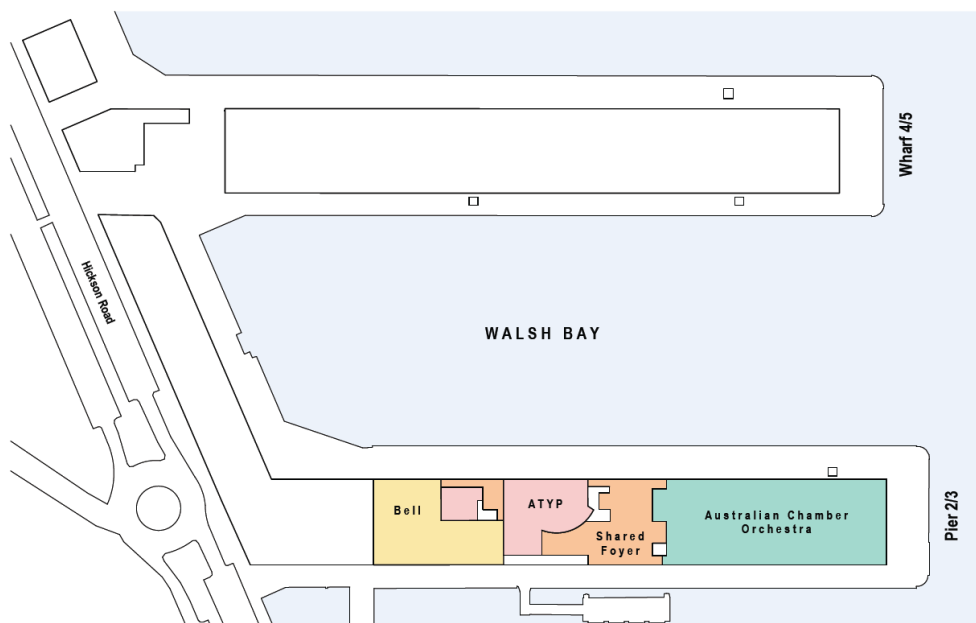 Wharf 4/5
Hickson Road
WALSH BAY
Bell
ATYP
Shared
Foyer
Australian Chamber
Orchestra
Pier 2/3